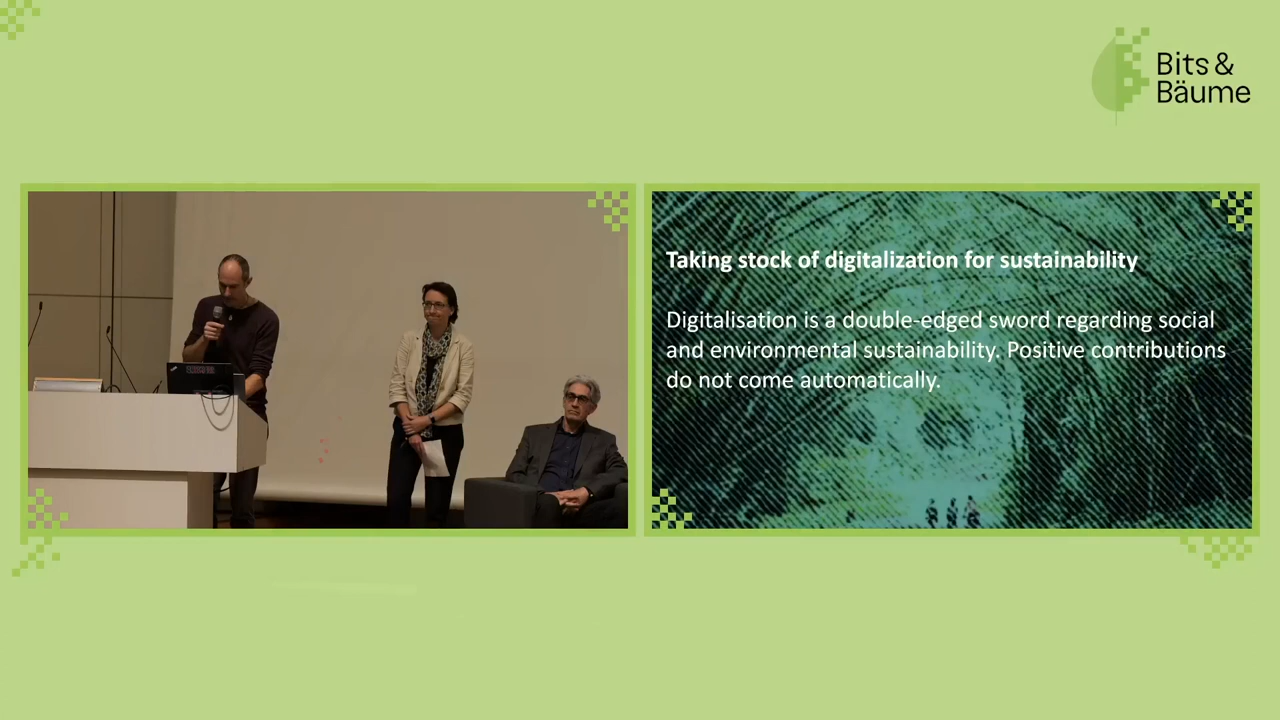 Bits &
Bäume
Taking stock of digitalization for sustainability
Digitalisation is a double-edged sword regarding social
and environmental sustainability. Positive contributions
do not come automatically.